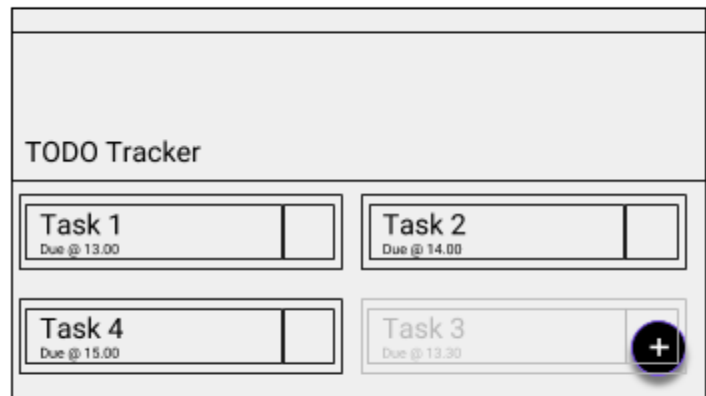 TODO Tracker
Task 1
Due @ 13.00
Task 2
Due @ 14.00
Task 4
Due @ 15.00
Task 3
Due @ 13.30
+